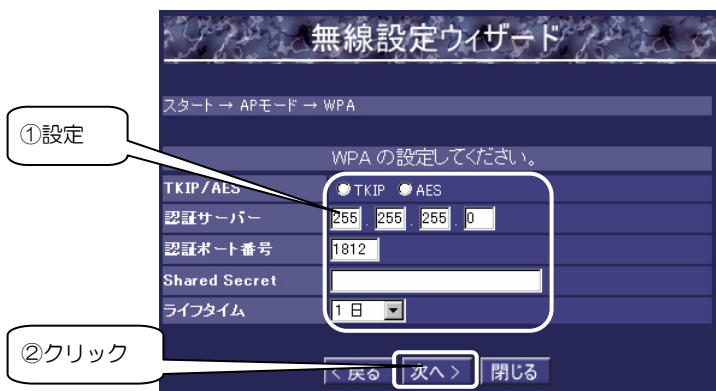 無線設定ウィザード
スタート → APモード → WPA
①設定
WPA の設定してください。
TKIP/AES TKIP AES
認証サーバー 255 . 255 . 255 . 0
認証ポート番号 1812
Shared Secret
ライフタイム 1 日
②クリック
< 戻る 次へ > 閉じる